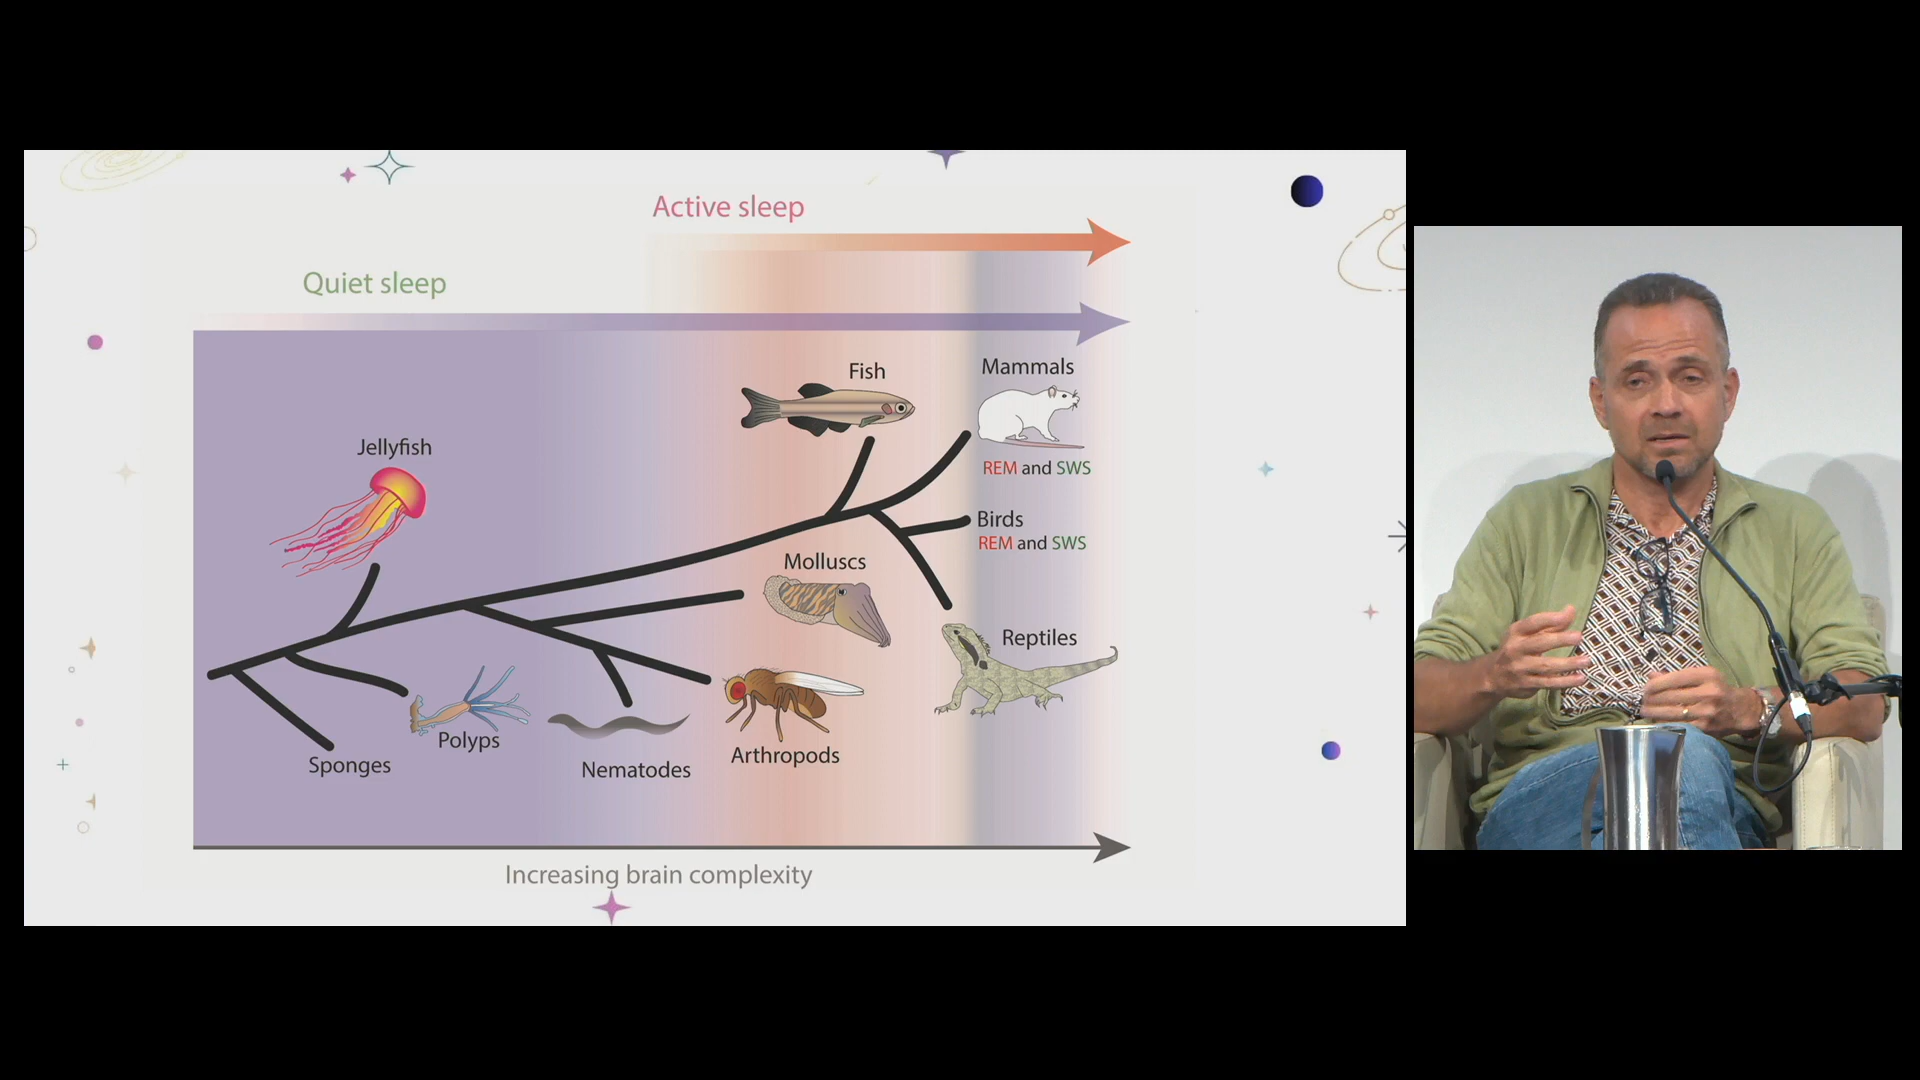 Active sleep
Quiet sleep
Fish
Mammals
REM and SWS
Jellyfish
Birds
REM and SWS
Molluscs
Reptiles
Polyps
Sponges
Nematodes
Arthropods
Increasing brain complexity